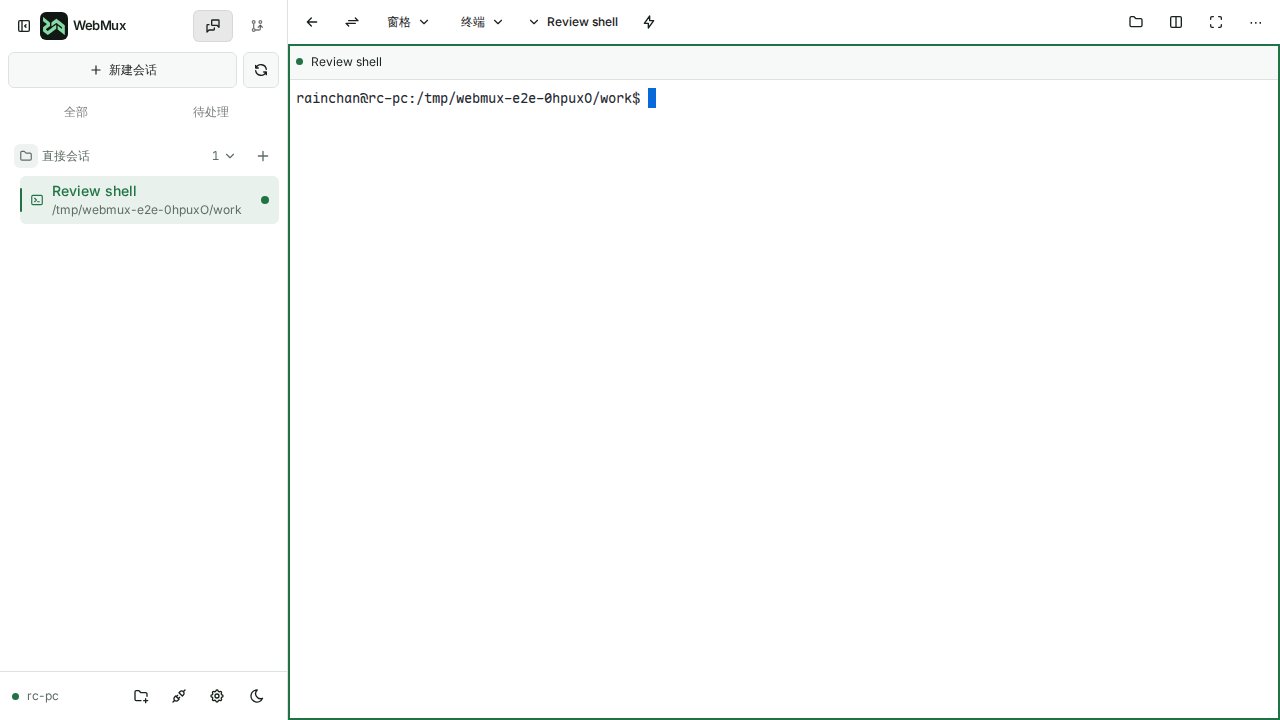 WebMux
新建会话
全部
待处理
直接会话
1
Review shell
/tmp/webmux-e2e-0hpuxO/work
rc-pc
窗格
终端
Review shell
Review shell
rainchan@rc-pc:/tmp/webmux-e2e-0hpuxO/work$